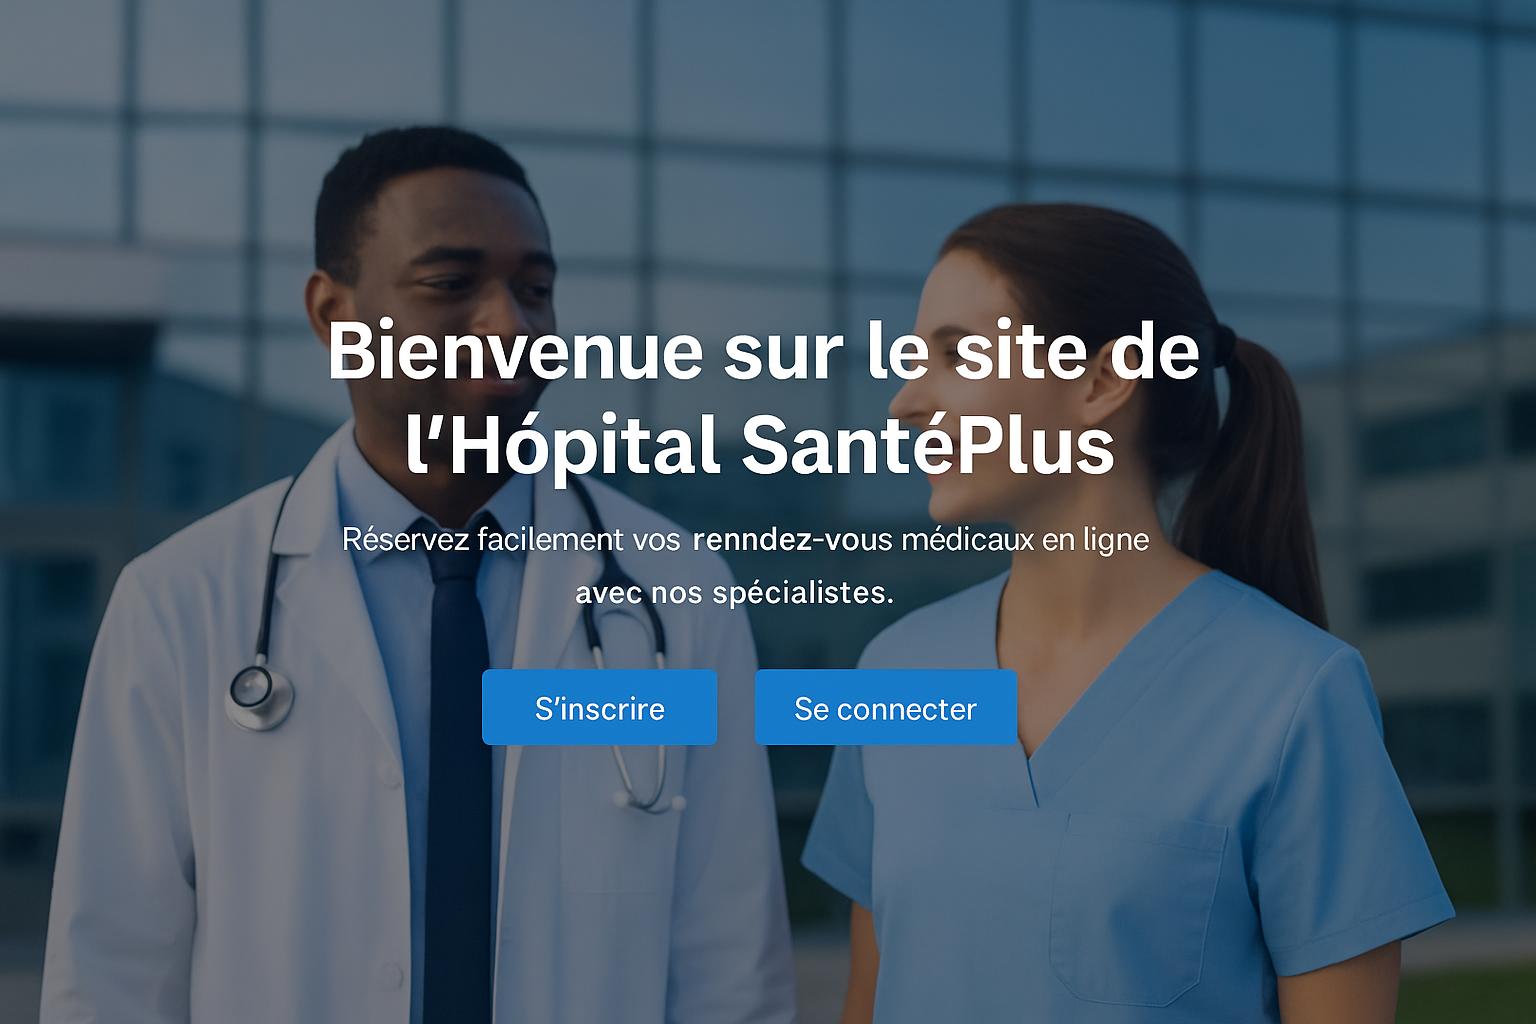 Bienvenue sur le site de
l’Hópital SantéPlus
Réservez facilement vos renndez-vous médicaux en ligne
avec nos spécialistes.
S’inscrire
Se connecter